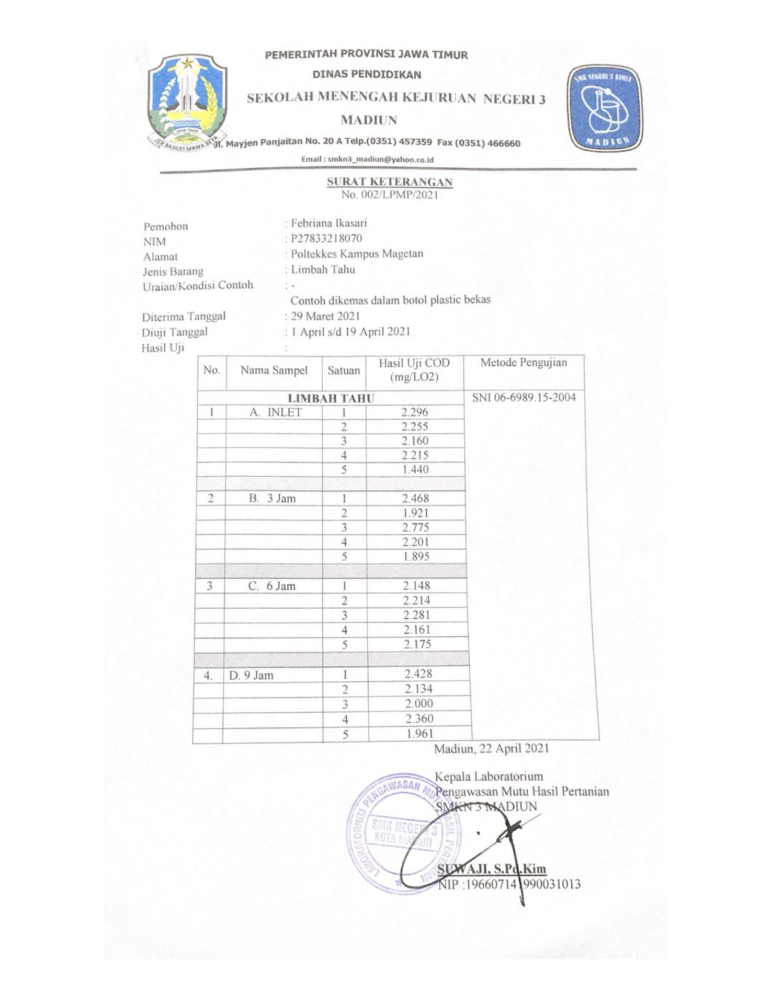 PEMERINTAH PROVINSI JAWA TIMUR
DINAS PENDIDIKAN
SEKOLAH MENENGAH KEJURUAN NEGERI 3
MADIUN
Jl. Mayjen Panjaitan No. 20 A Telp.(0351) 457359 Fax (0351) 466660
Email : smkn3_madiun@yahoo.co.id
JAWA TIMUR
JER BASUKI MAWA BEYA
SMK NEGERI 3 KIMIA
MADIUN
SURAT KETERANGAN
No. 002/LPMP/2021
Pemohon : Febriana Ikasari
NIM : P27833218070
Alamat : Poltekkes Kampus Magetan
Jenis Barang : Limbah Tahu
Uraian/Kondisi Contoh : -
Contoh dikemas dalam botol plastic bekas
Diterima Tanggal : 29 Maret 2021
Diuji Tanggal : 1 April s/d 19 April 2021
Hasil Uji :
No. Nama Sampel Satuan Hasil Uji COD (mg/LO2) Metode Pengujian
LIMBAH TAHU SNI 06-6989.15-2004
1 A. INLET 1 2.296
2 2.255
3 2.160
4 2.215
5 1.440
2 B. 3 Jam 1 2.468
2 1.921
3 2.775
4 2.201
5 1.895
3 C. 6 Jam 1 2.148
2 2.214
3 2.281
4 2.161
5 2.175
4. D. 9 Jam 1 2.428
2 2.134
3 2.000
4 2.360
5 1.961
Madiun, 22 April 2021
Kepala Laboratorium
Pengawasan Mutu Hasil Pertanian
SMKN 3 MADIUN
LABORATORIUM PENGAWASAN MUTU HASIL PERTANIAN
SMK NEGERI 3
KOTA MADIUN
SUWAJI, S.Pd.Kim
NIP :196607141990031013